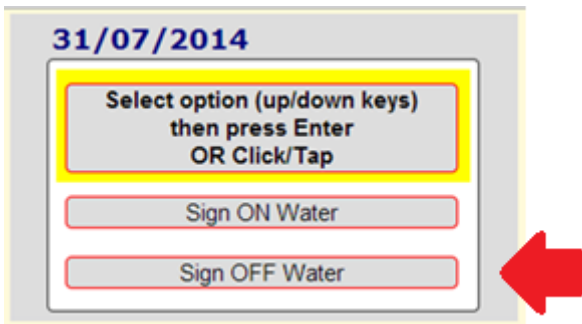 31/07/2014
Select option (up/down keys)
then press Enter
OR Click/Tap
Sign ON Water
Sign OFF Water